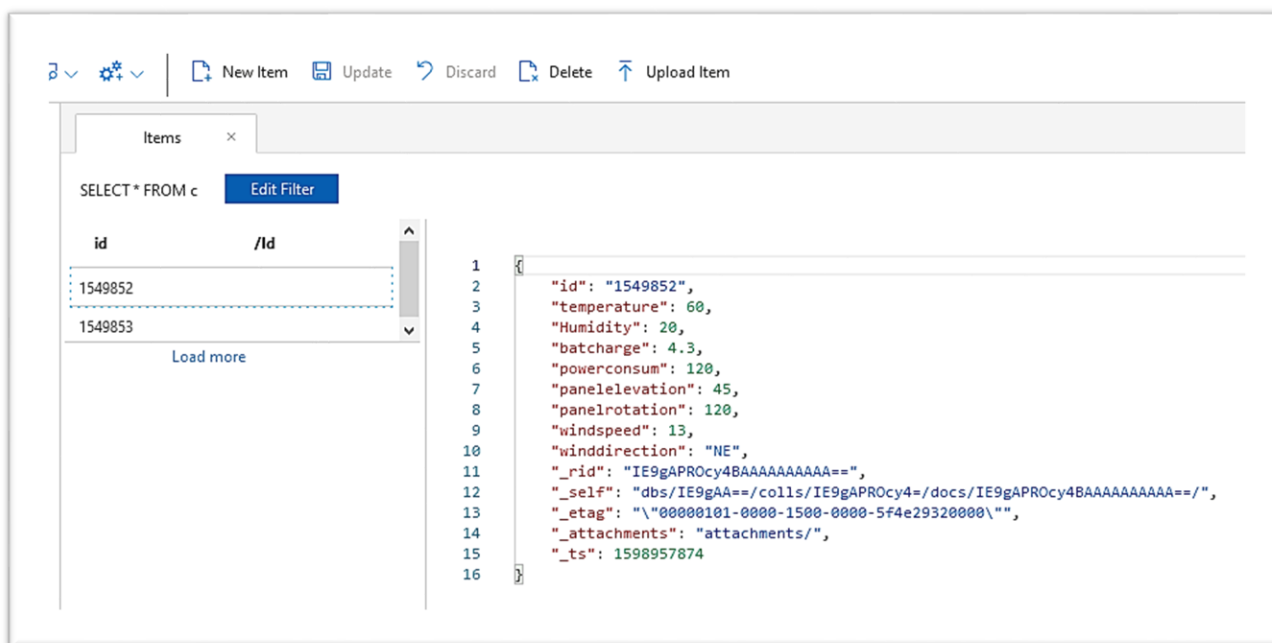 New Item Update Discard Delete Upload Item
Items
SELECT * FROM c Edit Filter
id /Id
1549852
1549853
Load more
1 {
2 "id": "1549852",
3 "temperature": 60,
4 "Humidity": 20,
5 "batcharge": 4.3,
6 "powerconsum": 120,
7 "panelelevation": 45,
8 "panelrotation": 120,
9 "windspeed": 13,
10 "winddirection": "NE",
11 "_rid": "IE9gAPROcy4BAAAAAAAAAA==",
12 "_self": "dbs/IE9gAA==/colls/IE9gAPROcy4=/docs/IE9gAPROcy4BAAAAAAAAAA==/",
13 "_etag": "\"00000101-0000-1500-0000-5f4e29320000\"",
14 "_attachments": "attachments/",
15 "_ts": 1598957874
16 }